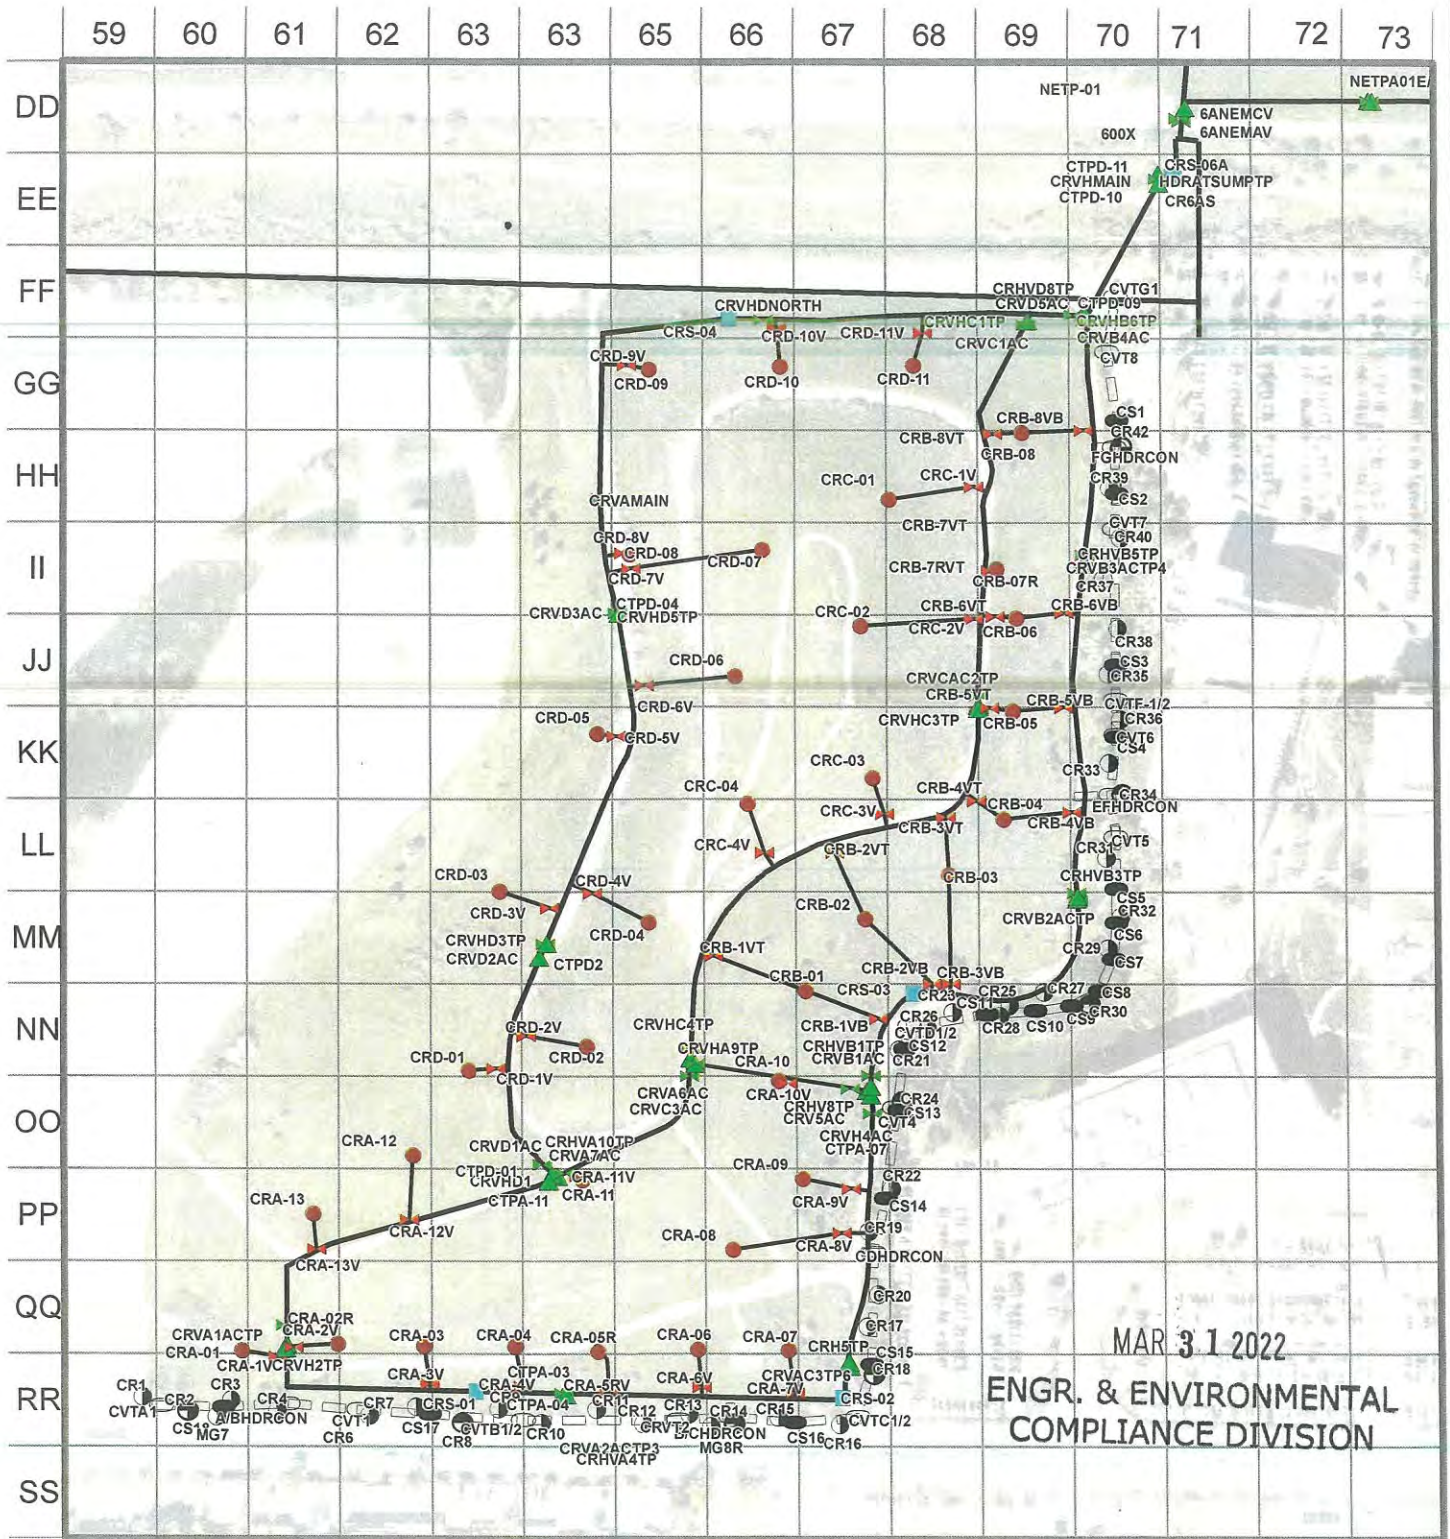 59 60 61 62 63 63 65 66 67 68 69 70 71 72 73
DD
NETP-01
NETPA01E/
6ANEMCV
6ANEMAV
600X
EE
CTPD-11
CRS-06A
CRVHMAIN
HDRATSUMPTP
CTPD-10
CR6AS
FF
CRHVD8TP
CVTG1
CRVHDNORTH
CRVD5AC
CTPD-09
CRS-04
CRD-10V
CRD-11V
CRVHC1TP
CRVHB6TP
CRVC1AC
CRVB4AC
GG
CRD-9V
CVT8
CRD-09
CRD-10
CRD-11
CS1
CRB-8VB
CRB-8VT
CR42
CRB-08
FGHDRCON
HH
CRC-01
CRC-1V
CR39
CS2
CRVAMAIN
CRB-7VT
CVT7
CRD-8V
CR40
II
CRD-08
CRD-07
CRHVB5TP
CRD-7V
CRB-7RVT
CRB-07R
CRVB3ACTP4
CR37
CTPD-04
CRVD3AC
CRVHD5TP
CRC-02
CRB-6VT
CRB-6VB
CRC-2V
CRB-06
CR38
JJ
CRD-06
CS3
CR35
CRVCAC2TP
CRD-6V
CRB-5VT
CRB-5VB
CVTF-1/2
CRD-05
CRVHC3TP
CRB-05
CR36
CRD-5V
CVT6
KK
CS4
CRC-03
CR33
CRC-04
CRB-4VT
CR34
CRC-3V
CRB-04
EFHDRCON
CRB-3VT
CRB-4VB
LL
CRC-4V
CRB-2VT
CVT5
CR31
CRD-03
CRD-4V
CRB-03
CRHVB3TP
CRB-02
CS5
CRD-3V
CRVB2ACTP
CR32
MM
CRD-04
CS6
CRVHD3TP
CRB-1VT
CR29
CRVD2AC
CTPD2
CS7
CRB-01
CRB-2VB
CRB-3VB
CRS-03
CR23
CR25
CR27
CS8
CS11
CS9
CR30
NN
CRD-2V
CRVHC4TP
CRB-1VB
CR26
CR28
CS10
CVTD1/2
CRVHA9TP
CRHVB1TP
CS12
CRD-01
CRD-02
CRA-10
CRVB1AC
CR21
CRD-1V
CRVA6AC
CRA-10V
CR24
CRVC3AC
CRHV8TP
CS13
CRV5AC
CVT4
OO
CRA-12
CRVD1AC
CRHVA10TP
CRVH4AC
CRVA7AC
CTPA-07
CTPD-01
CRA-11V
CRA-09
CR22
CRVHD1
CRA-11
CRA-9V
CS14
CTPA-11
PP
CRA-13
CRA-12V
CRA-08
CR19
CRA-8V
CRA-13V
CDHDRCON
QQ
CR20
CRA-02R
CR17
CRVA1ACTP
CRA-2V
CRA-03
CRA-04
CRA-05R
CRA-06
CRA-07
CRH5TP
CS15
CRA-01
CRA-1V
CRVH2TP
CR18
MAR 31 2022
CRA-3V
CTPA-03
CRVAC3TP6
RR
CR1
CR3
CRA-4V
CRA-5RV
CRA-6V
CRA-7V
CRS-02
CR2
CR4
CR7
CRS-01
CR9
CR11
CVTA1
A/BHDRCON
CVT1
CTPA-04
CR12
CR13
CR14
CR15
CVTC1/2
CS19
MG7
CR6
CS17
CVTB1/2
CR8
CR10
CRVT2
B/CHDRCON
CS16
CR16
MG8R
CRVA2ACTP3
CRHVA4TP
ENGR. & ENVIRONMENTAL
COMPLIANCE DIVISION
SS